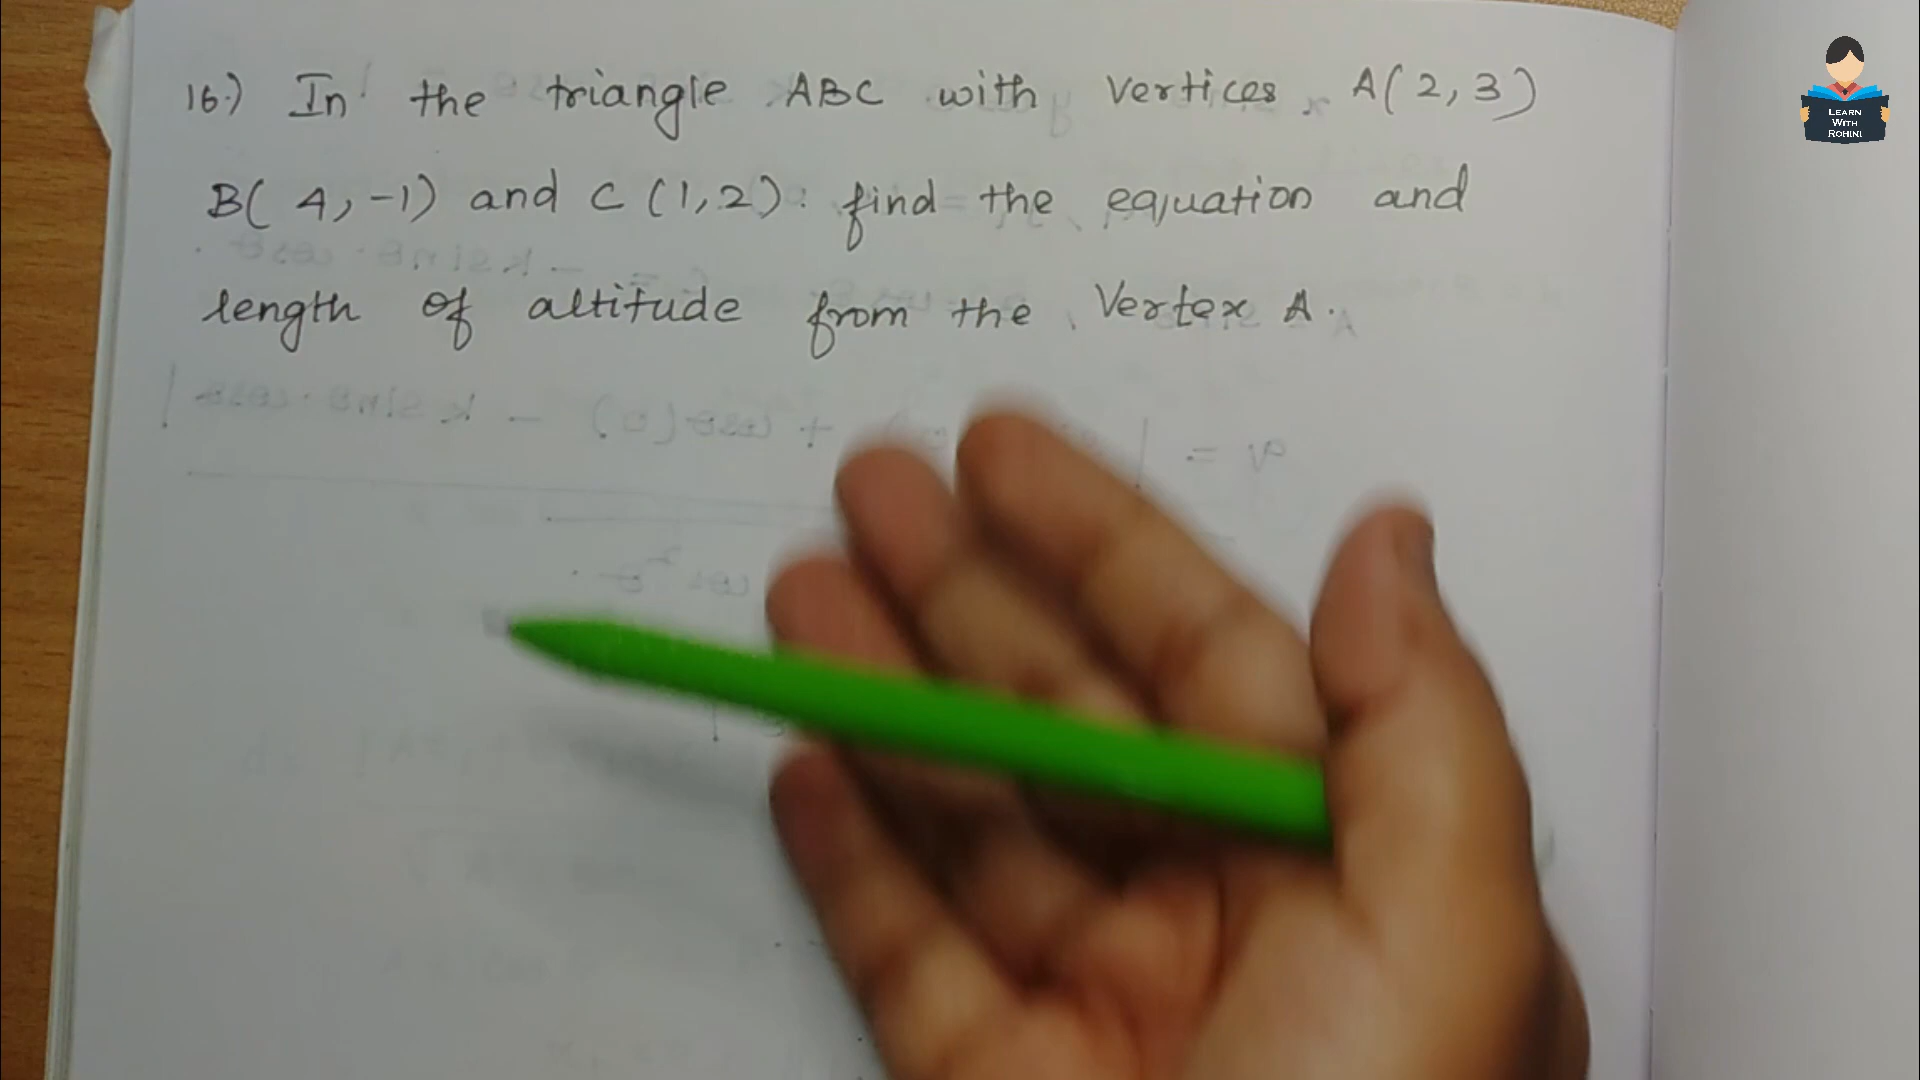 16.) In the triangle ABC with Vertices A(2,3)
B(4,-1) and C(1,2). find the equation and
length of altitude from the Vertex A.
LEARN
WITH
ROHINI